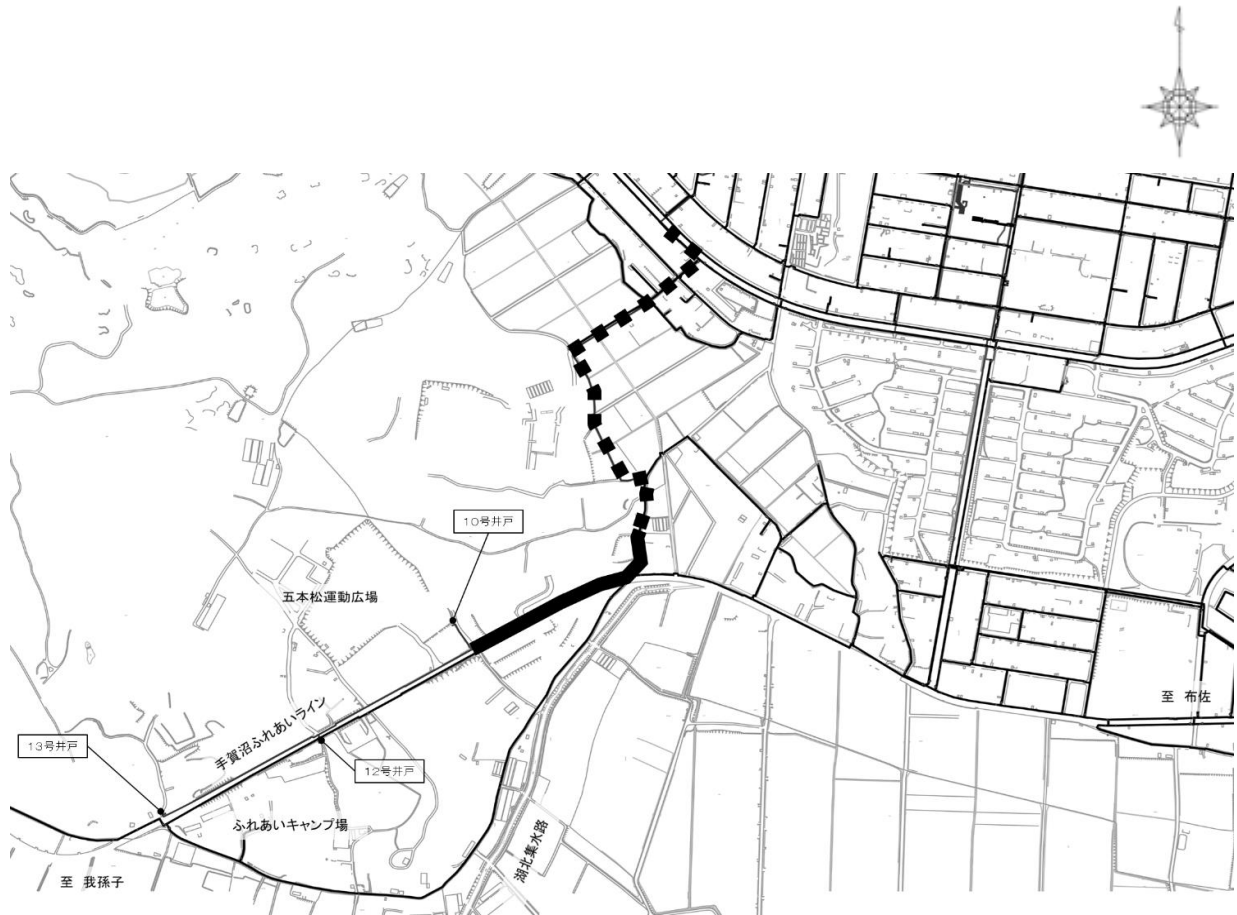 10号井戸
五本松運動広場
至 布佐
手賀沼ふれあいライン
13号井戸
12号井戸
ふれあいキャンプ場
湖北集水路
至 我孫子